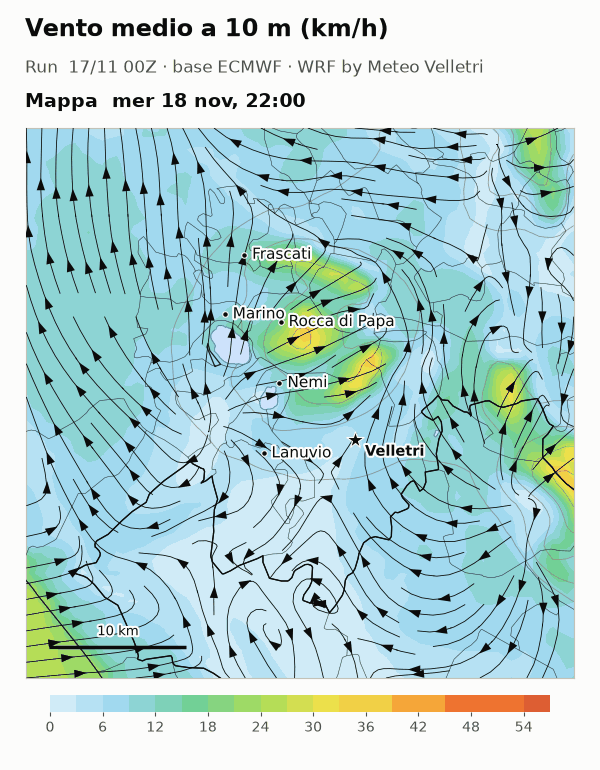 Vento medio a 10 m (km/h)
Run  17/11 00Z · base ECMWF · WRF by Meteo Velletri
Mappa  mer 18 nov, 22:00
Frascati
Marino
Rocca di Papa
Nemi
Velletri
Lanuvio
10 km
0 6 12 18 24 30 36 42 48 54